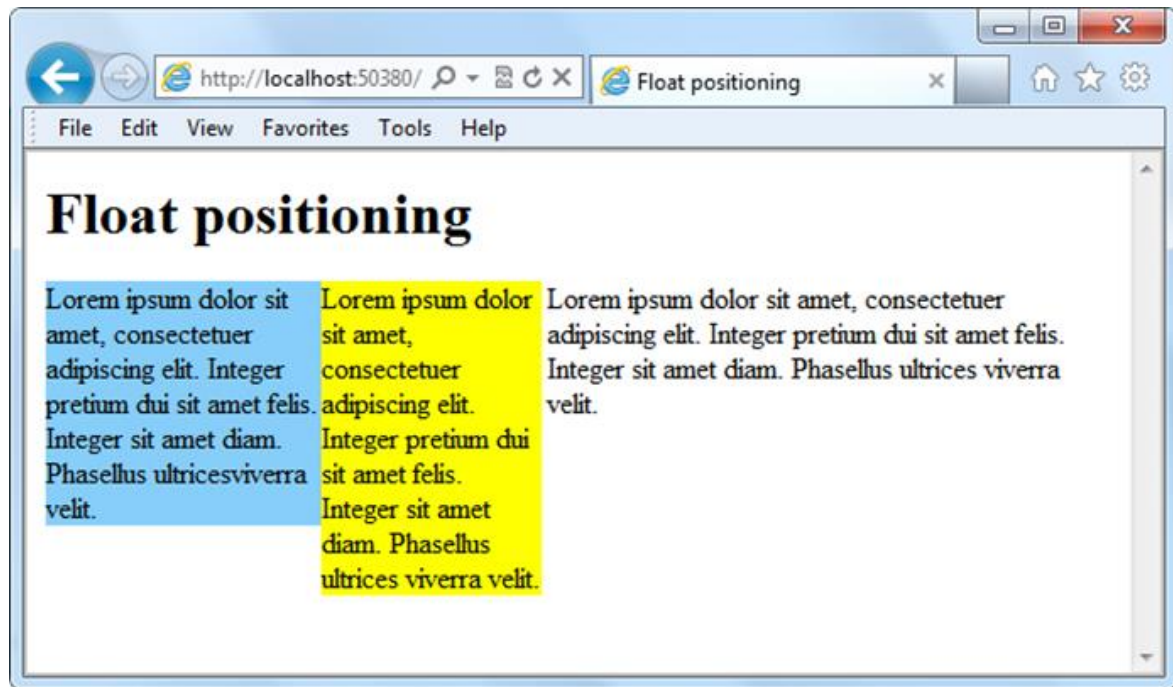 http://localhost:50380/
Float positioning
File Edit View Favorites Tools Help
Float positioning
Lorem ipsum dolor sit
amet, consectetuer
adipiscing elit. Integer
pretium dui sit amet felis.
Integer sit amet diam.
Phasellus ultricesviverra
velit.
Lorem ipsum dolor
sit amet,
consectetuer
adipiscing elit.
Integer pretium dui
sit amet felis.
Integer sit amet
diam. Phasellus
ultrices viverra velit.
Lorem ipsum dolor sit amet, consectetuer
adipiscing elit. Integer pretium dui sit amet felis.
Integer sit amet diam. Phasellus ultrices viverra
velit.